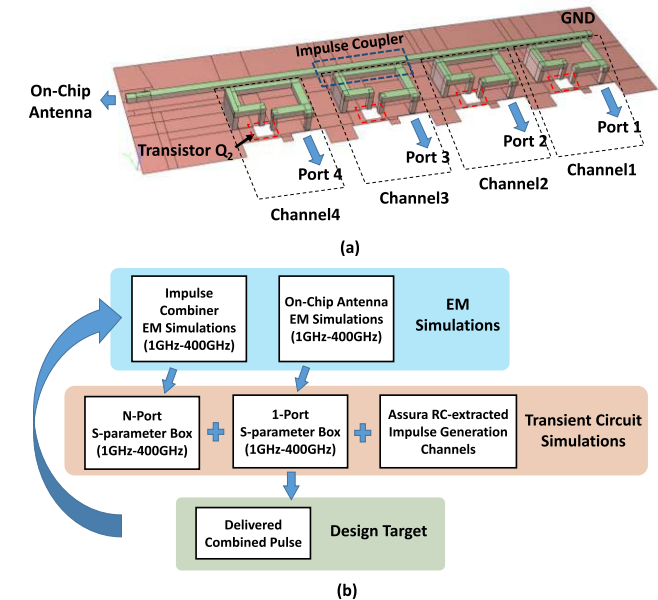 GND
Impulse Coupler
On-Chip
Antenna
Transistor Q2
Port 1
Port 2
Port 3
Port 4
Channel1
Channel2
Channel3
Channel4
(a)
Impulse
Combiner
EM Simulations
(1GHz-400GHz)
On-Chip Antenna
EM Simulations
(1GHz-400GHz)
EM
Simulations
N-Port
S-parameter Box
(1GHz-400GHz)
1-Port
S-parameter Box
(1GHz-400GHz)
Assura RC-extracted
Impulse Generation
Channels
Transient Circuit
Simulations
Delivered
Combined Pulse
Design Target
(b)